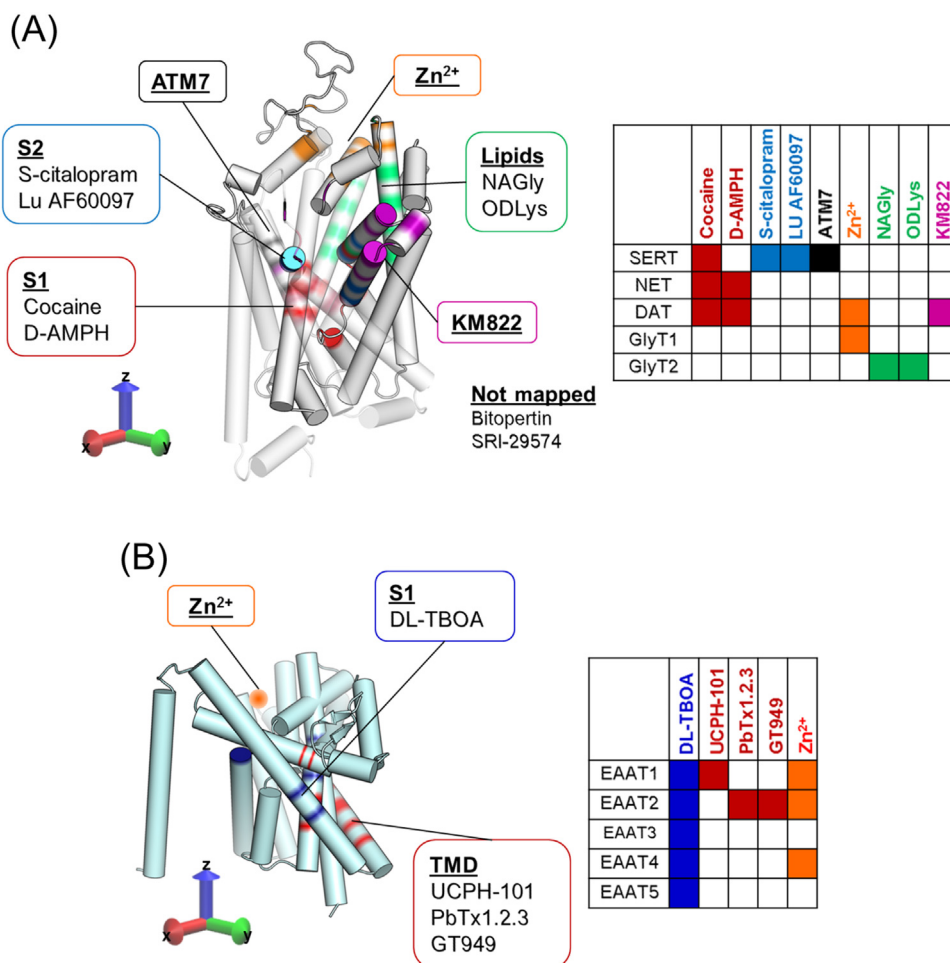 (A)
ATM7
Zn²⁺
S2
S-citalopram
Lu AF60097
Lipids
NAGly
ODLys
S1
Cocaine
D-AMPH
KM822
Not mapped
Bitopertin
SRI-29574
z
x
y
Cocaine
D-AMPH
S-citalopram
LU AF60097
ATM7
Zn²⁺
NAGly
ODLys
KM822
SERT
NET
DAT
GlyT1
GlyT2
(B)
Zn²⁺
S1
DL-TBOA
TMD
UCPH-101
PbTx1.2.3
GT949
z
x
y
DL-TBOA
UCPH-101
PbTx1.2.3
GT949
Zn²⁺
EAAT1
EAAT2
EAAT3
EAAT4
EAAT5